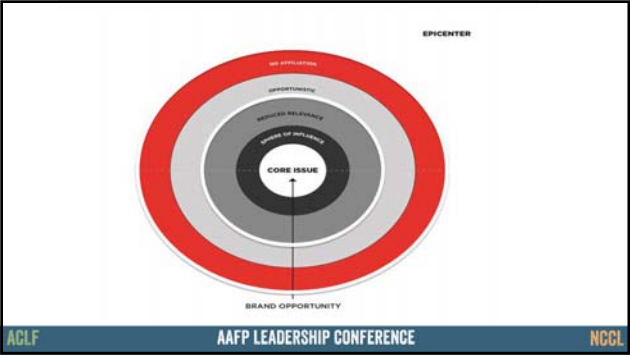 EPICENTER
NO AFFILIATION
OPPORTUNISTIC
REDUCED RELEVANCE
SPHERE OF INFLUENCE
CORE ISSUE
BRAND OPPORTUNITY
ACLF
AAFP LEADERSHIP CONFERENCE
NCCL